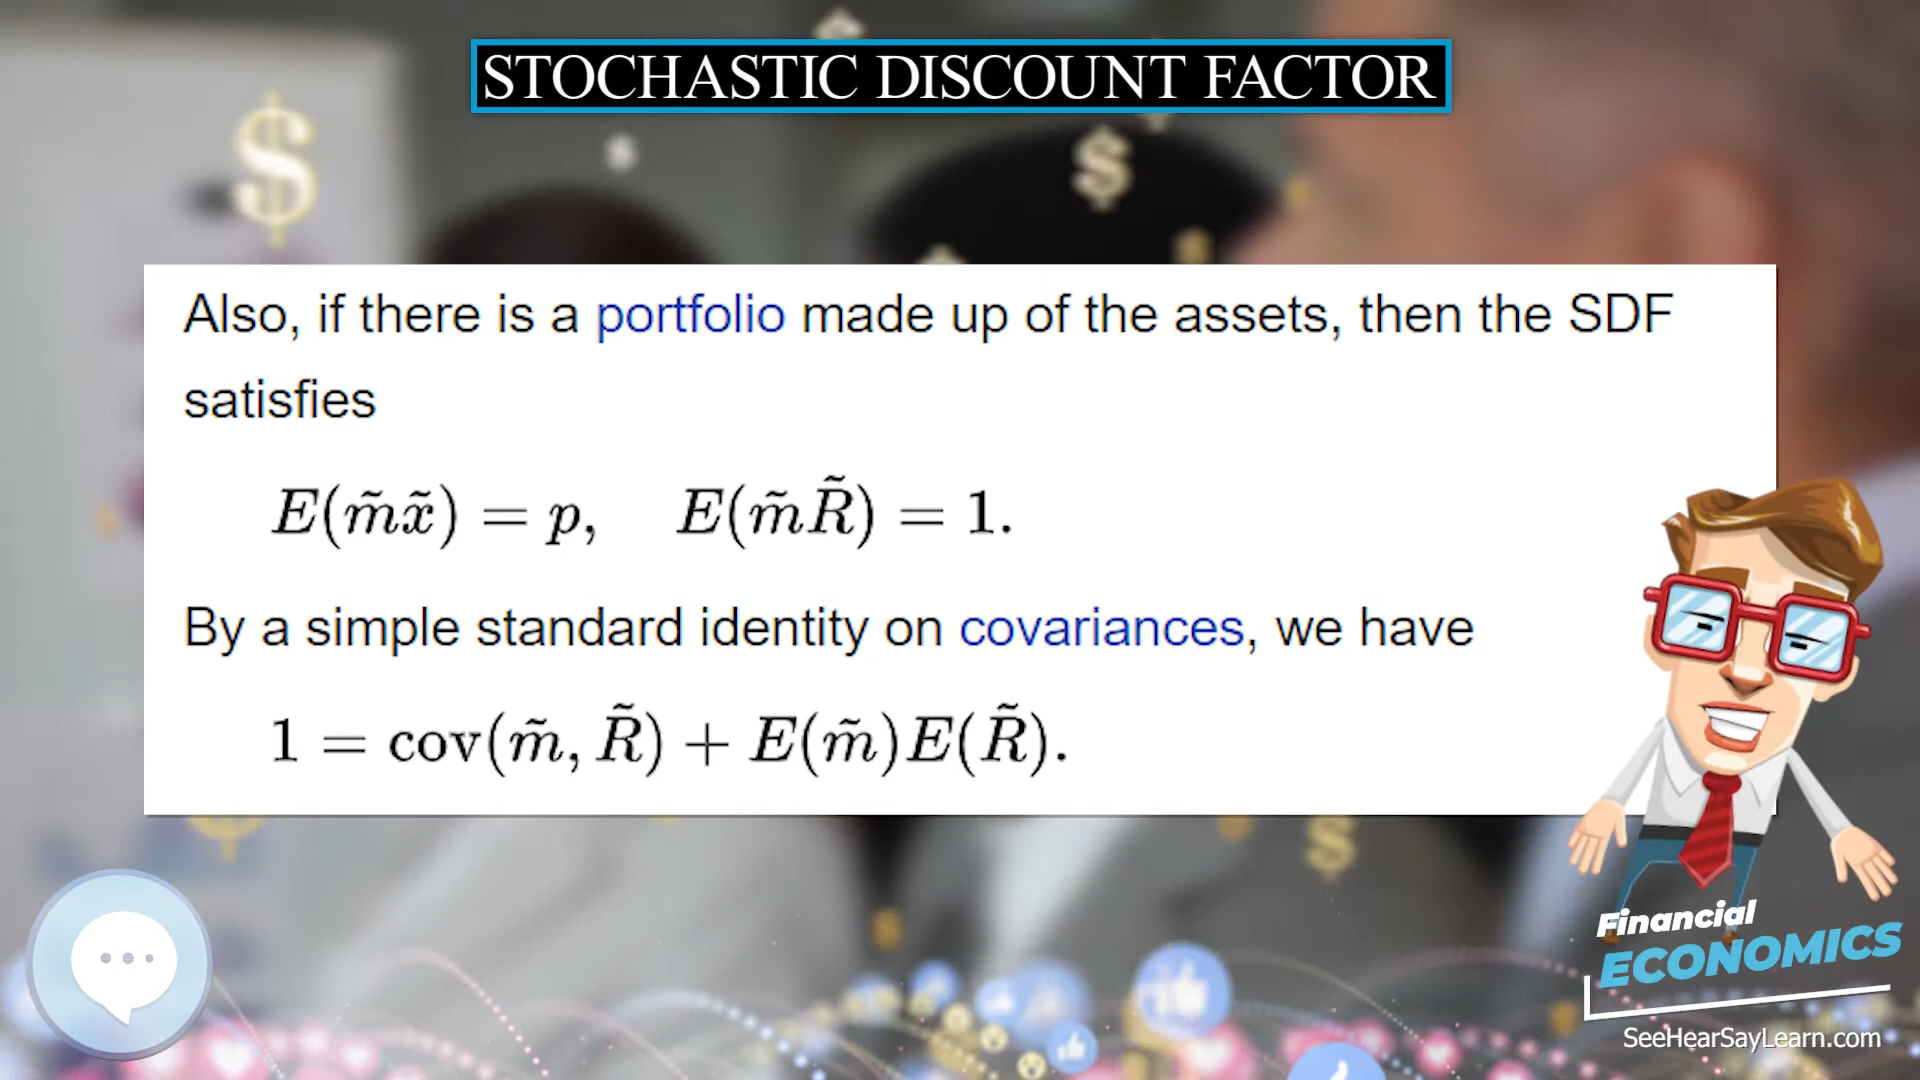 STOCHASTIC DISCOUNT FACTOR
Also, if there is a portfolio made up of the assets, then the SDF
satisfies
E(m̃x̃) = p, E(m̃R̃) = 1.
By a simple standard identity on covariances, we have
1 = cov(m̃, R̃) + E(m̃)E(R̃).
Financial
ECONOMICS
SeeHearSayLearn.com